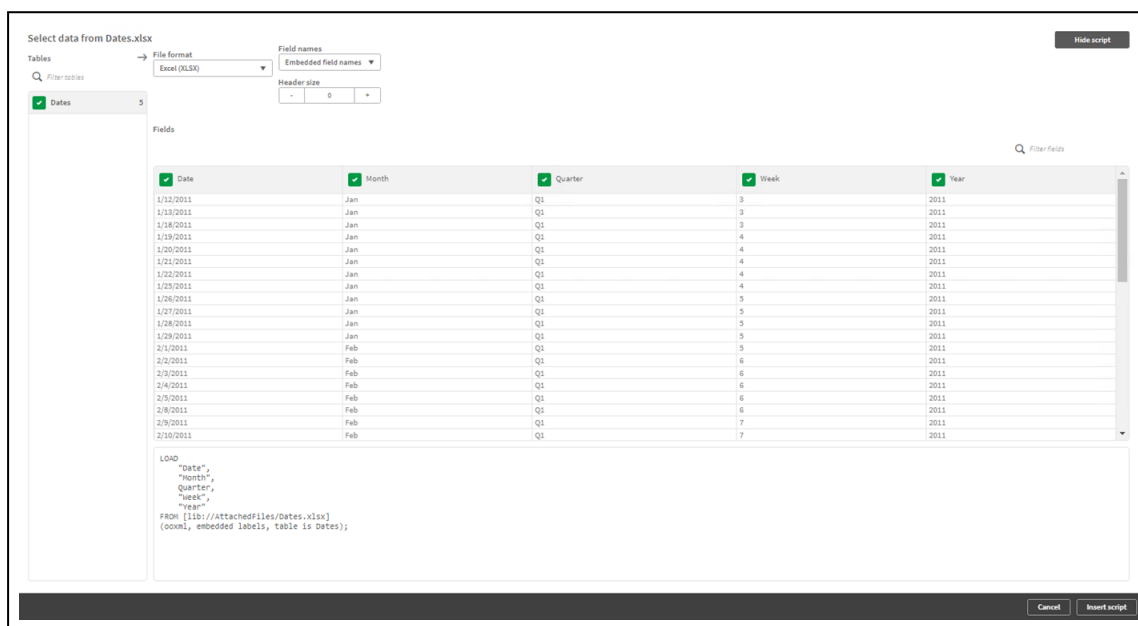 Select data from Dates.xlsx
Hide script
Tables
File format
Field names
Filter tables
Excel (XLSX)
Embedded field names
Header size
- 0 +
Dates 5
Fields
Filter fields
Date Month Quarter Week Year
1/12/2011 Jan Q1 3 2011
1/13/2011 Jan Q1 3 2011
1/18/2011 Jan Q1 3 2011
1/19/2011 Jan Q1 4 2011
1/20/2011 Jan Q1 4 2011
1/21/2011 Jan Q1 4 2011
1/22/2011 Jan Q1 4 2011
1/25/2011 Jan Q1 4 2011
1/26/2011 Jan Q1 5 2011
1/27/2011 Jan Q1 5 2011
1/28/2011 Jan Q1 5 2011
1/29/2011 Jan Q1 5 2011
2/1/2011 Feb Q1 5 2011
2/2/2011 Feb Q1 6 2011
2/3/2011 Feb Q1 6 2011
2/4/2011 Feb Q1 6 2011
2/5/2011 Feb Q1 6 2011
2/8/2011 Feb Q1 6 2011
2/9/2011 Feb Q1 7 2011
2/10/2011 Feb Q1 7 2011
LOAD
"Date",
"Month",
Quarter,
"Week",
"Year"
FROM [lib://AttachedFiles/Dates.xlsx]
(ooxml, embedded labels, table is Dates);
Cancel
Insert script